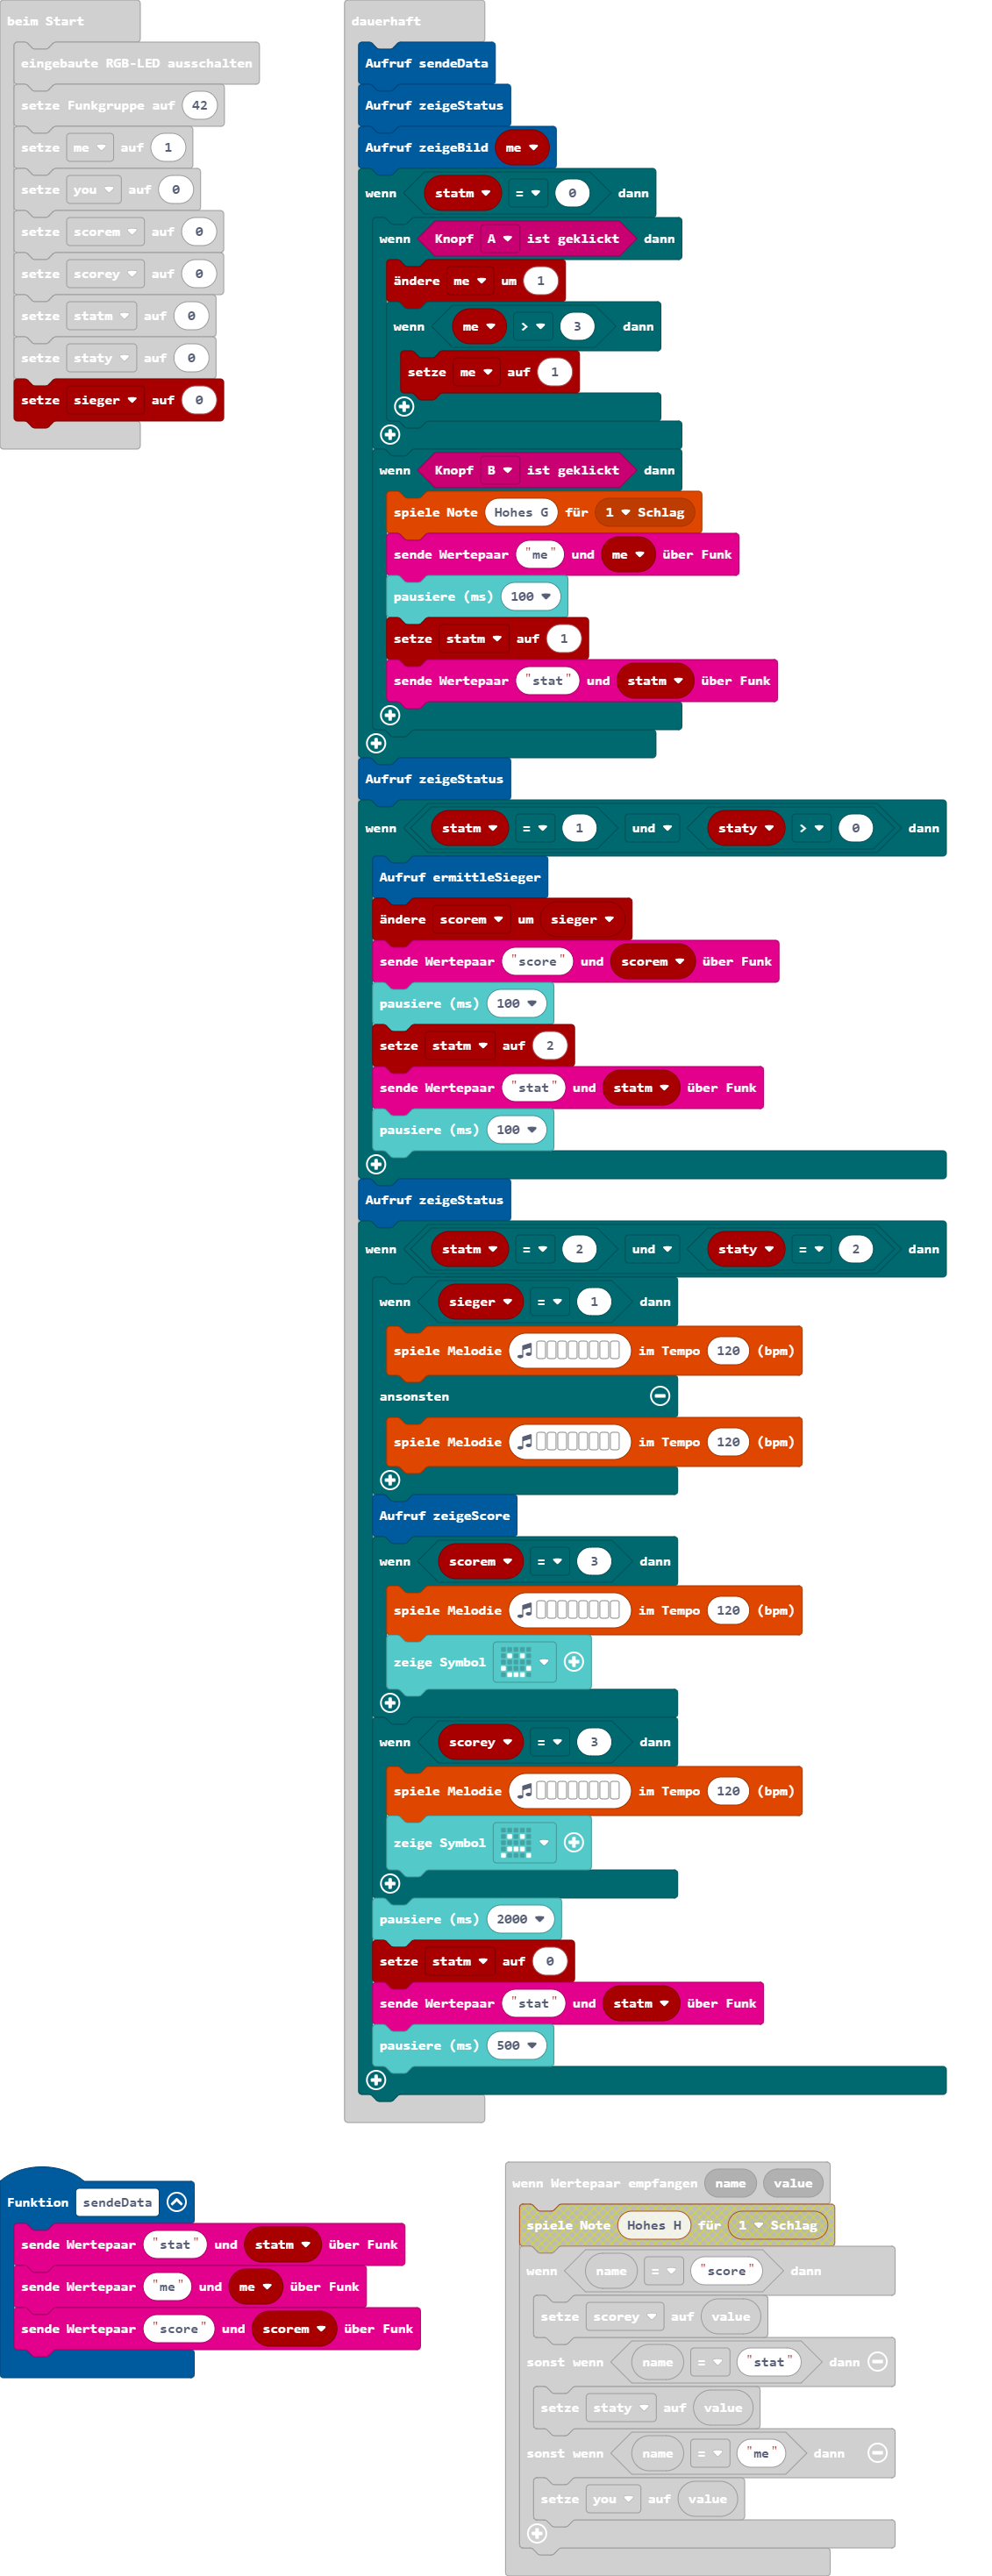 beim Start
eingebaute RGB-LED ausschalten
setze Funkgruppe auf 42
setze me auf 1
setze you auf 0
setze scorem auf 0
setze scorey auf 0
setze statm auf 0
setze staty auf 0
setze sieger auf 0
dauerhaft
Aufruf sendeData
Aufruf zeigeStatus
Aufruf zeigeBild me
wenn statm = 0 dann
wenn Knopf A ist geklickt dann
ändere me um 1
wenn me > 3 dann
setze me auf 1
wenn Knopf B ist geklickt dann
spiele Note Hohes G für 1 Schlag
sende Wertepaar "me" und me über Funk
pausiere (ms) 100
setze statm auf 1
sende Wertepaar "stat" und statm über Funk
Aufruf zeigeStatus
wenn statm = 1 und staty > 0 dann
Aufruf ermittleSieger
ändere scorem um sieger
sende Wertepaar "score" und scorem über Funk
pausiere (ms) 100
setze statm auf 2
sende Wertepaar "stat" und statm über Funk
pausiere (ms) 100
Aufruf zeigeStatus
wenn statm = 2 und staty = 2 dann
wenn sieger = 1 dann
spiele Melodie im Tempo 120 (bpm)
ansonsten
spiele Melodie im Tempo 120 (bpm)
Aufruf zeigeScore
wenn scorem = 3 dann
spiele Melodie im Tempo 120 (bpm)
zeige Symbol
wenn scorey = 3 dann
spiele Melodie im Tempo 120 (bpm)
zeige Symbol
pausiere (ms) 2000
setze statm auf 0
sende Wertepaar "stat" und statm über Funk
pausiere (ms) 500
Funktion sendeData
sende Wertepaar "stat" und statm über Funk
sende Wertepaar "me" und me über Funk
sende Wertepaar "score" und scorem über Funk
wenn Wertepaar empfangen name value
spiele Note Hohes H für 1 Schlag
wenn name = "score" dann
setze scorey auf value
sonst wenn name = "stat" dann
setze staty auf value
sonst wenn name = "me" dann
setze you auf value